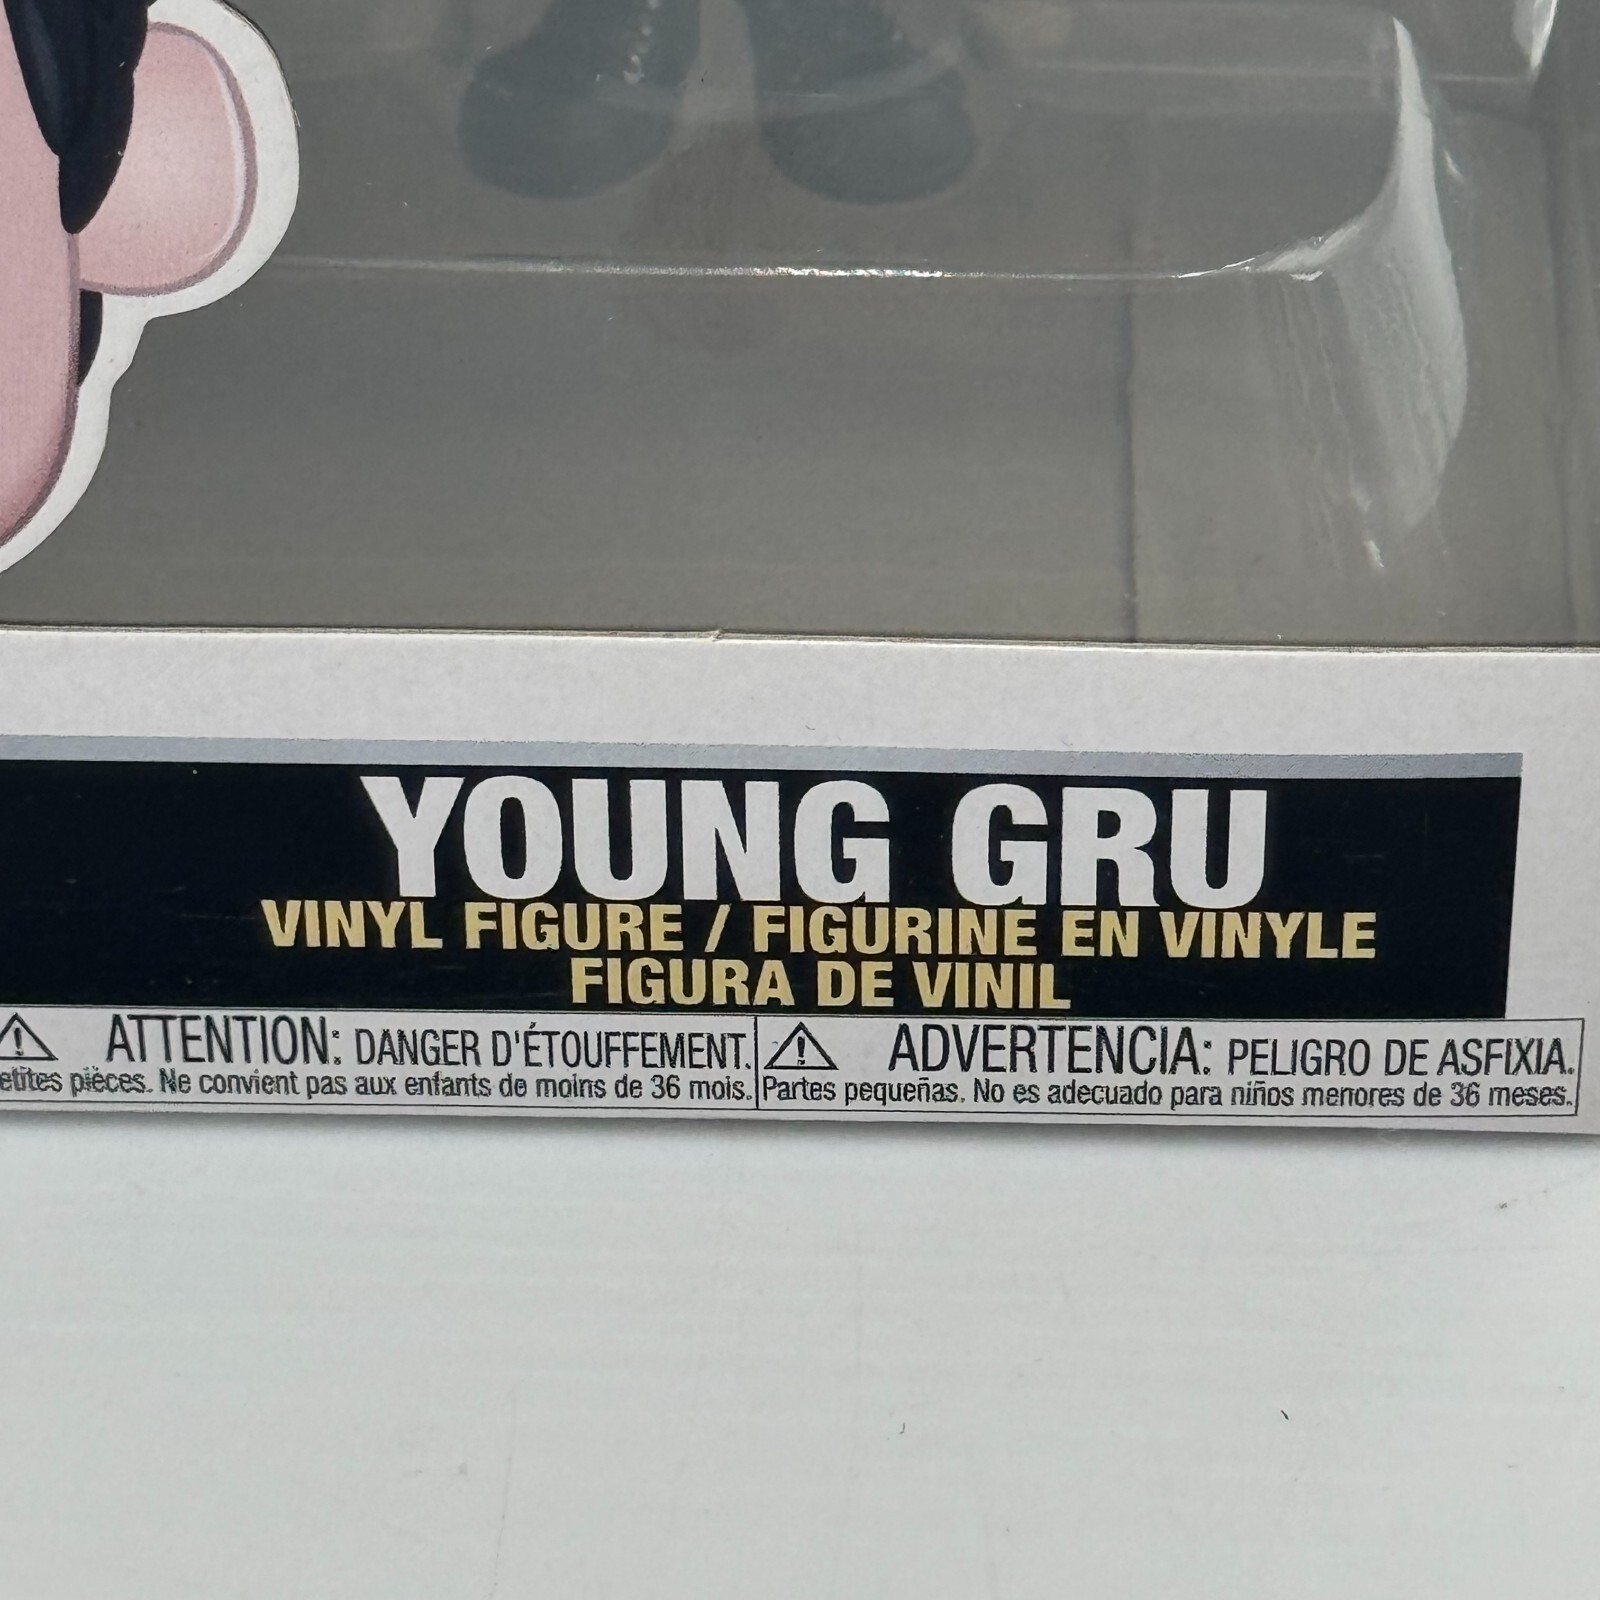 YOUNG GRU
VINYL FIGURE / FIGURINE EN VINYLE
FIGURA DE VINIL
ATTENTION: DANGER D'ÉTOUFFEMENT.
etites pièces. Ne convient pas aux enfants de moins de 36 mois.
ADVERTENCIA: PELIGRO DE ASFIXIA.
Partes pequeñas. No es adecuado para niños menores de 36 meses.